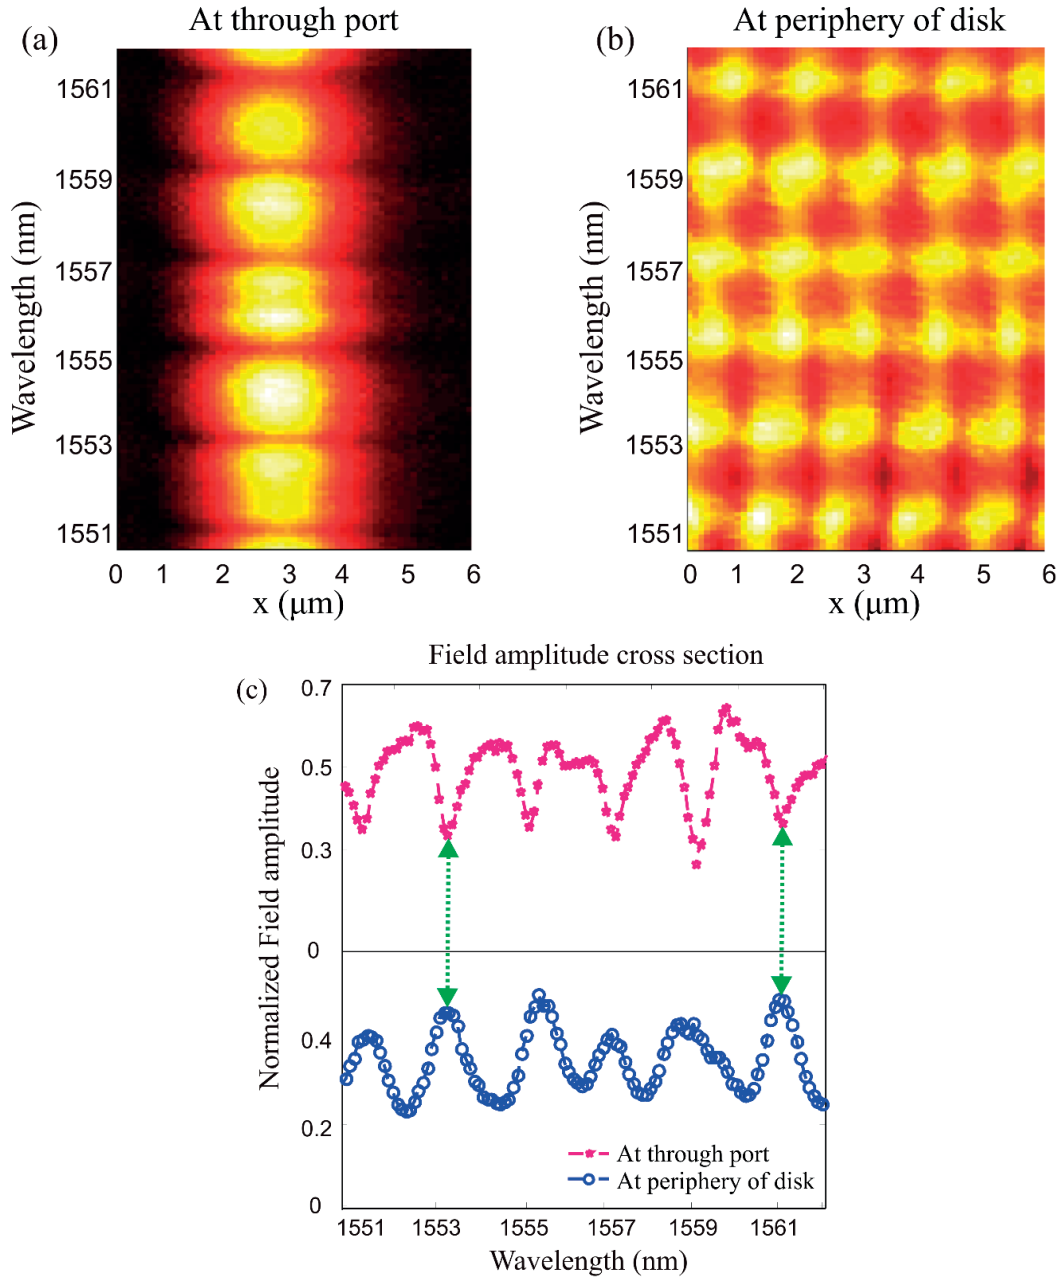 At through port
(a)
Wavelength (nm)
1561
1559
1557
1555
1553
1551
0 1 2 3 4 5 6
x (μm)
At periphery of disk
(b)
Wavelength (nm)
1561
1559
1557
1555
1553
1551
0 1 2 3 4 5 6
x (μm)
Field amplitude cross section
(c)
Normalized Field amplitude
0.7
0.5
0.3
0
0.4
0.2
0
At through port
At periphery of disk
1551 1553 1555 1557 1559 1561
Wavelength (nm)